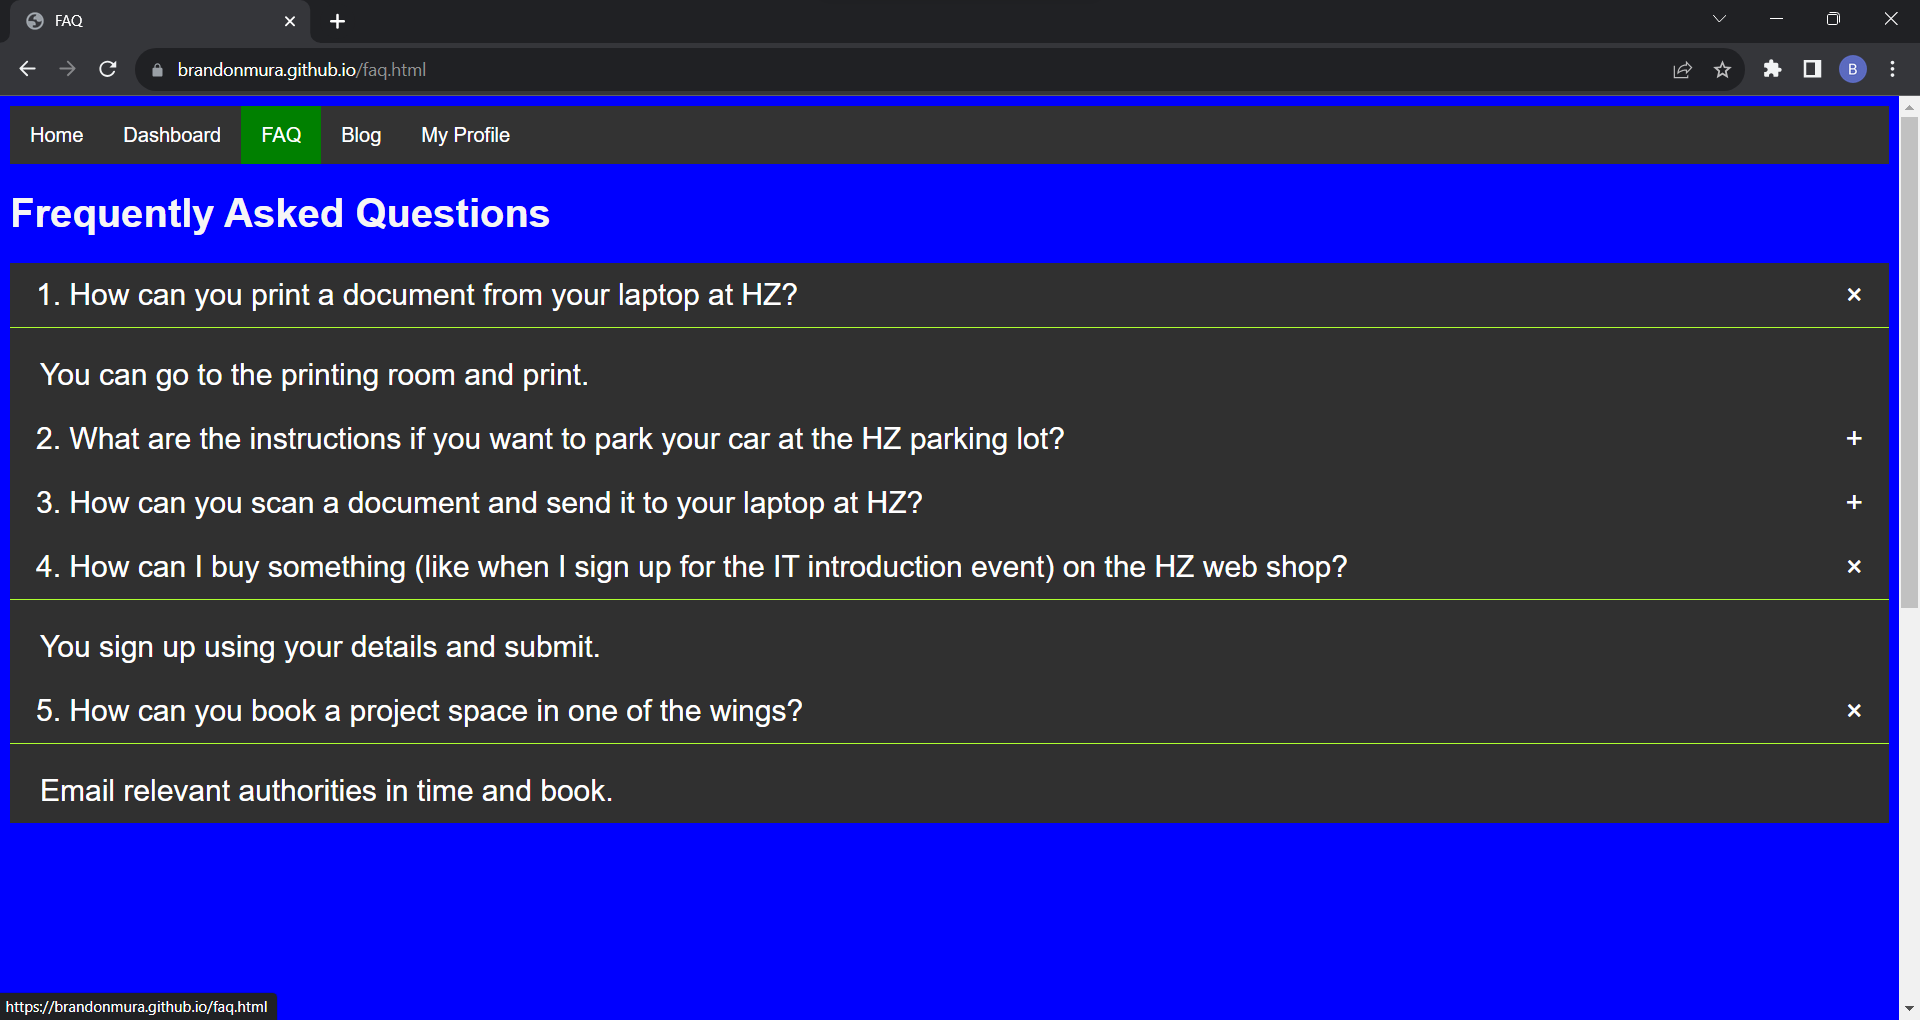 FAQ
brandonmura.github.io/faq.html
B
Home Dashboard FAQ Blog My Profile
Frequently Asked Questions
1. How can you print a document from your laptop at HZ? ×
You can go to the printing room and print.
2. What are the instructions if you want to park your car at the HZ parking lot? +
3. How can you scan a document and send it to your laptop at HZ? +
4. How can I buy something (like when I sign up for the IT introduction event) on the HZ web shop? ×
You sign up using your details and submit.
5. How can you book a project space in one of the wings? ×
Email relevant authorities in time and book.
https://brandonmura.github.io/faq.html